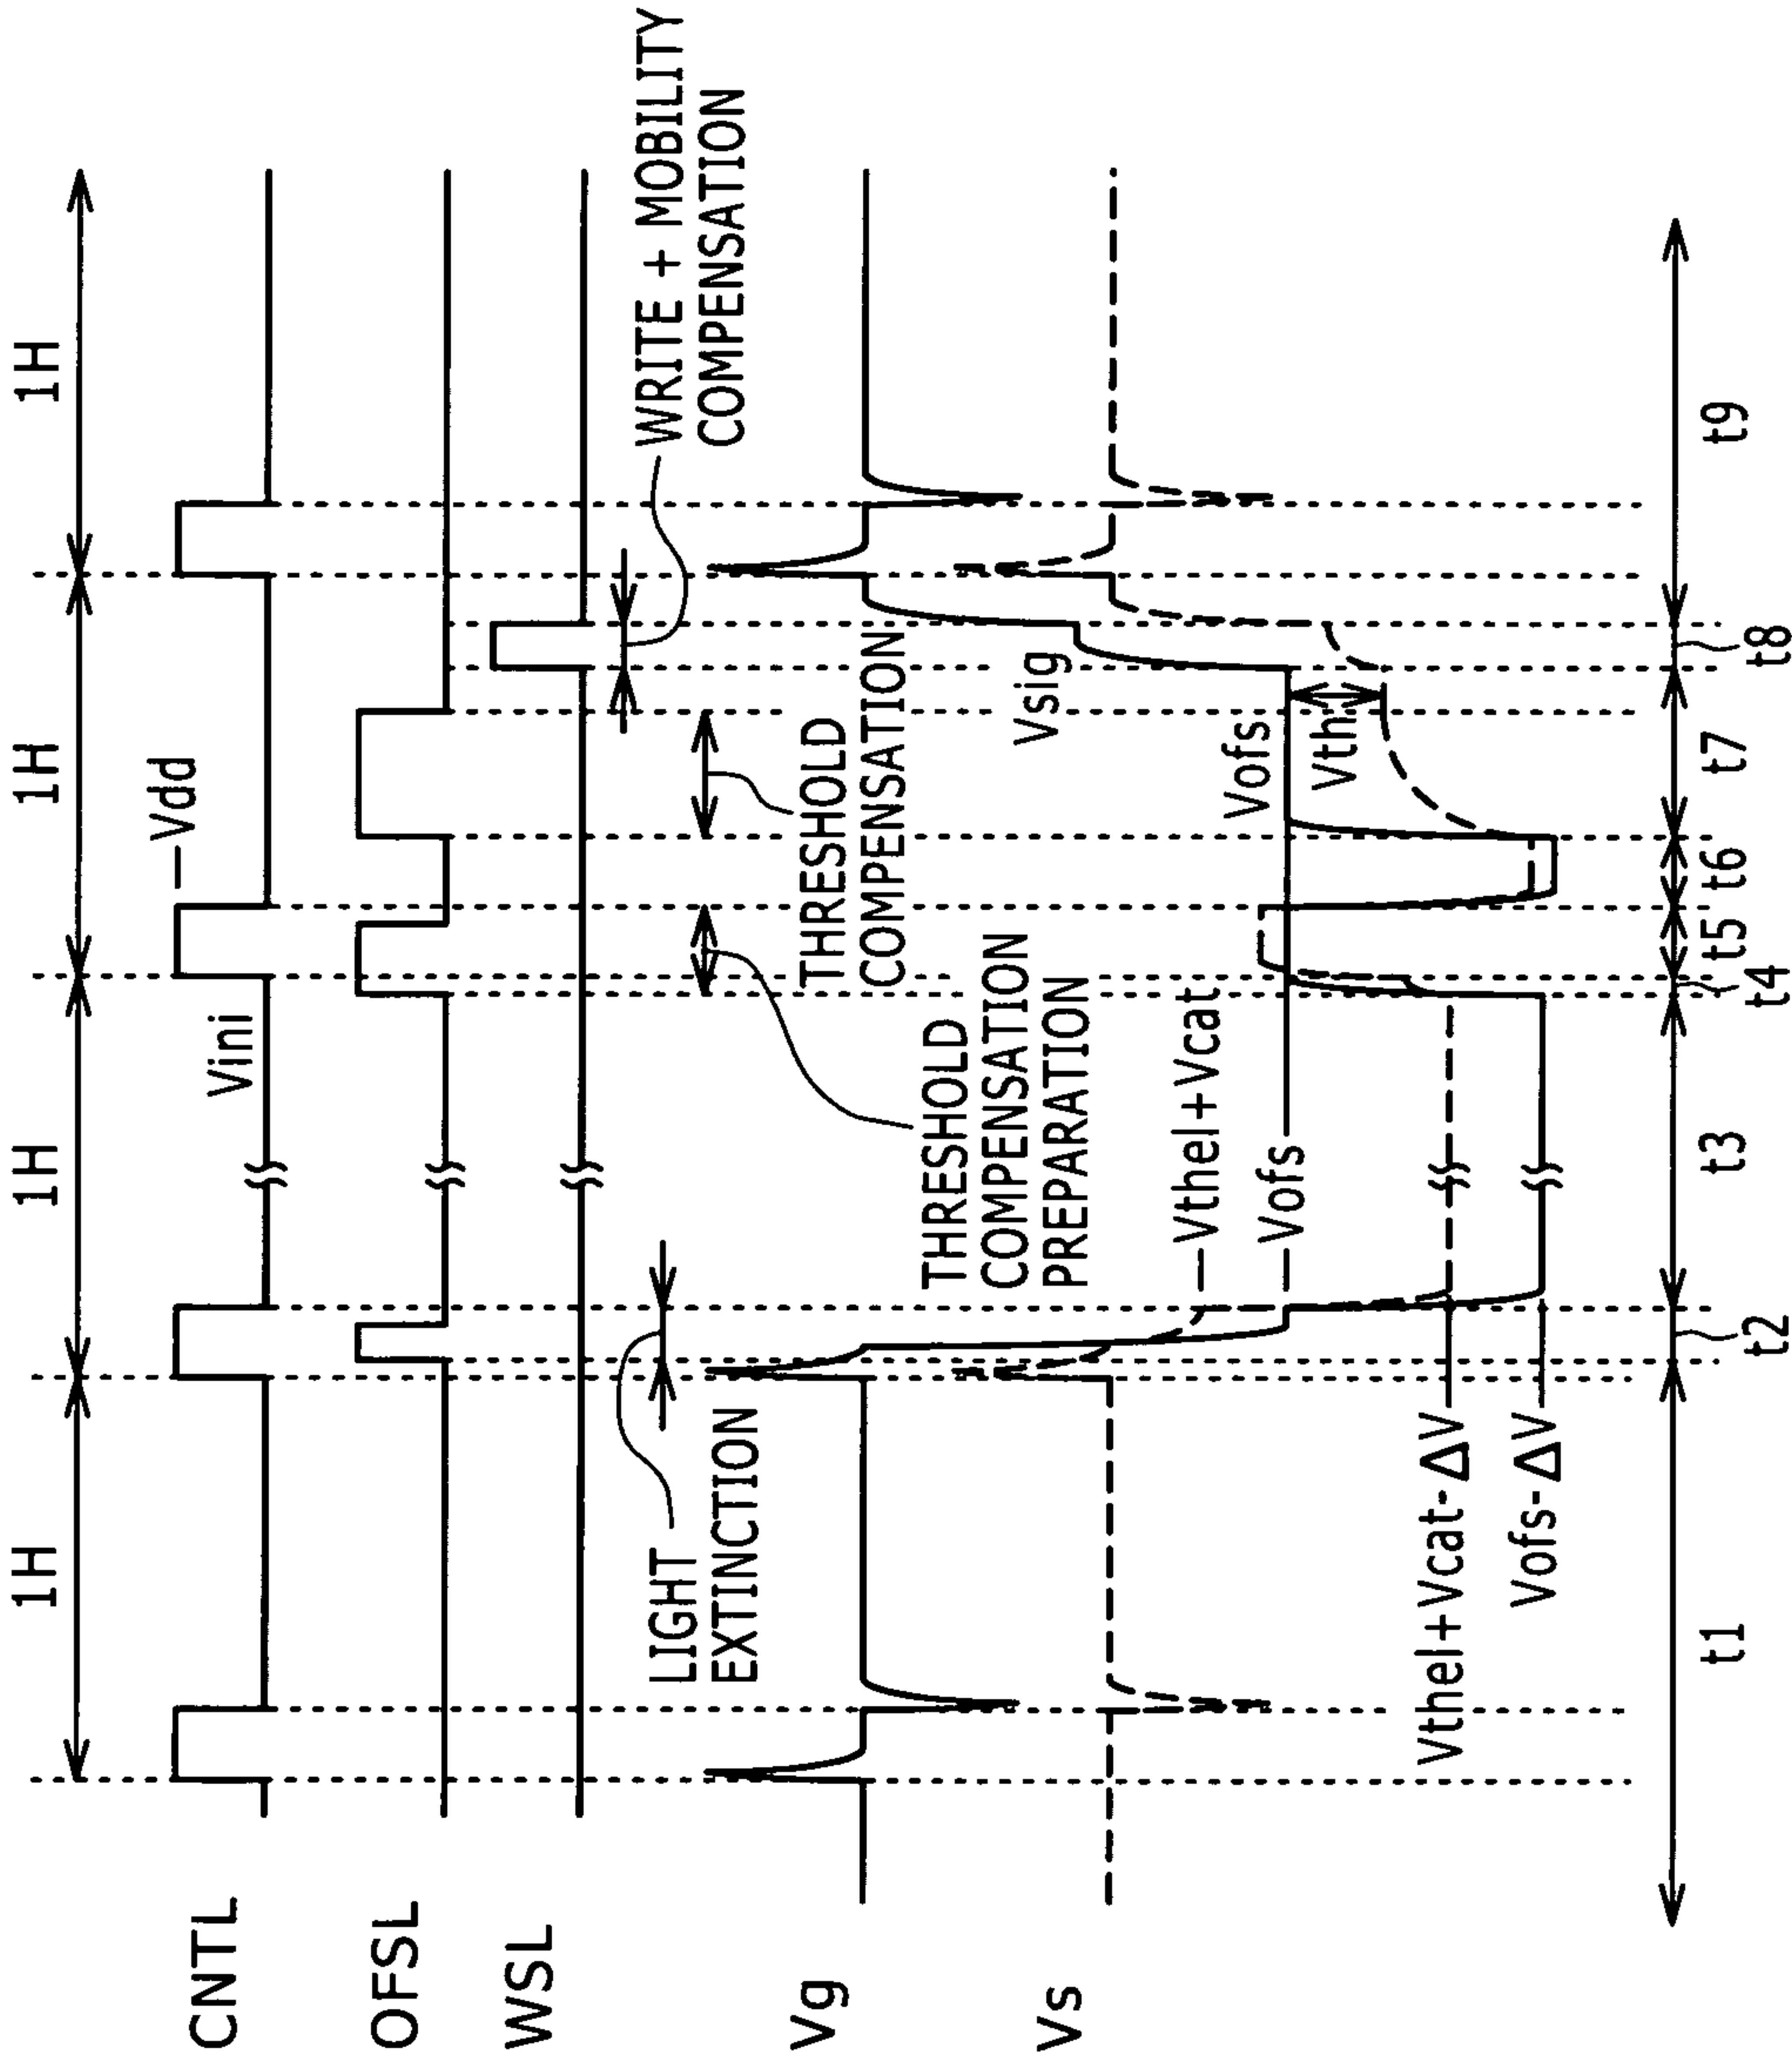 1H
1H
1H
1H
CNTL
Vini
Vdd
OFSL
WSL
LIGHT
EXTINCTION
WRITE + MOBILITY
COMPENSATION
THRESHOLD
COMPENSATION
THRESHOLD
COMPENSATION
PREPARATION
Vg
Vs
Vsig
Vthel+Vcat
Vofs
Vofs
Vth
Vthel+Vcat-ΔV
Vofs-ΔV
t1
t2
t3
t4
t5
t6
t7
t8
t9